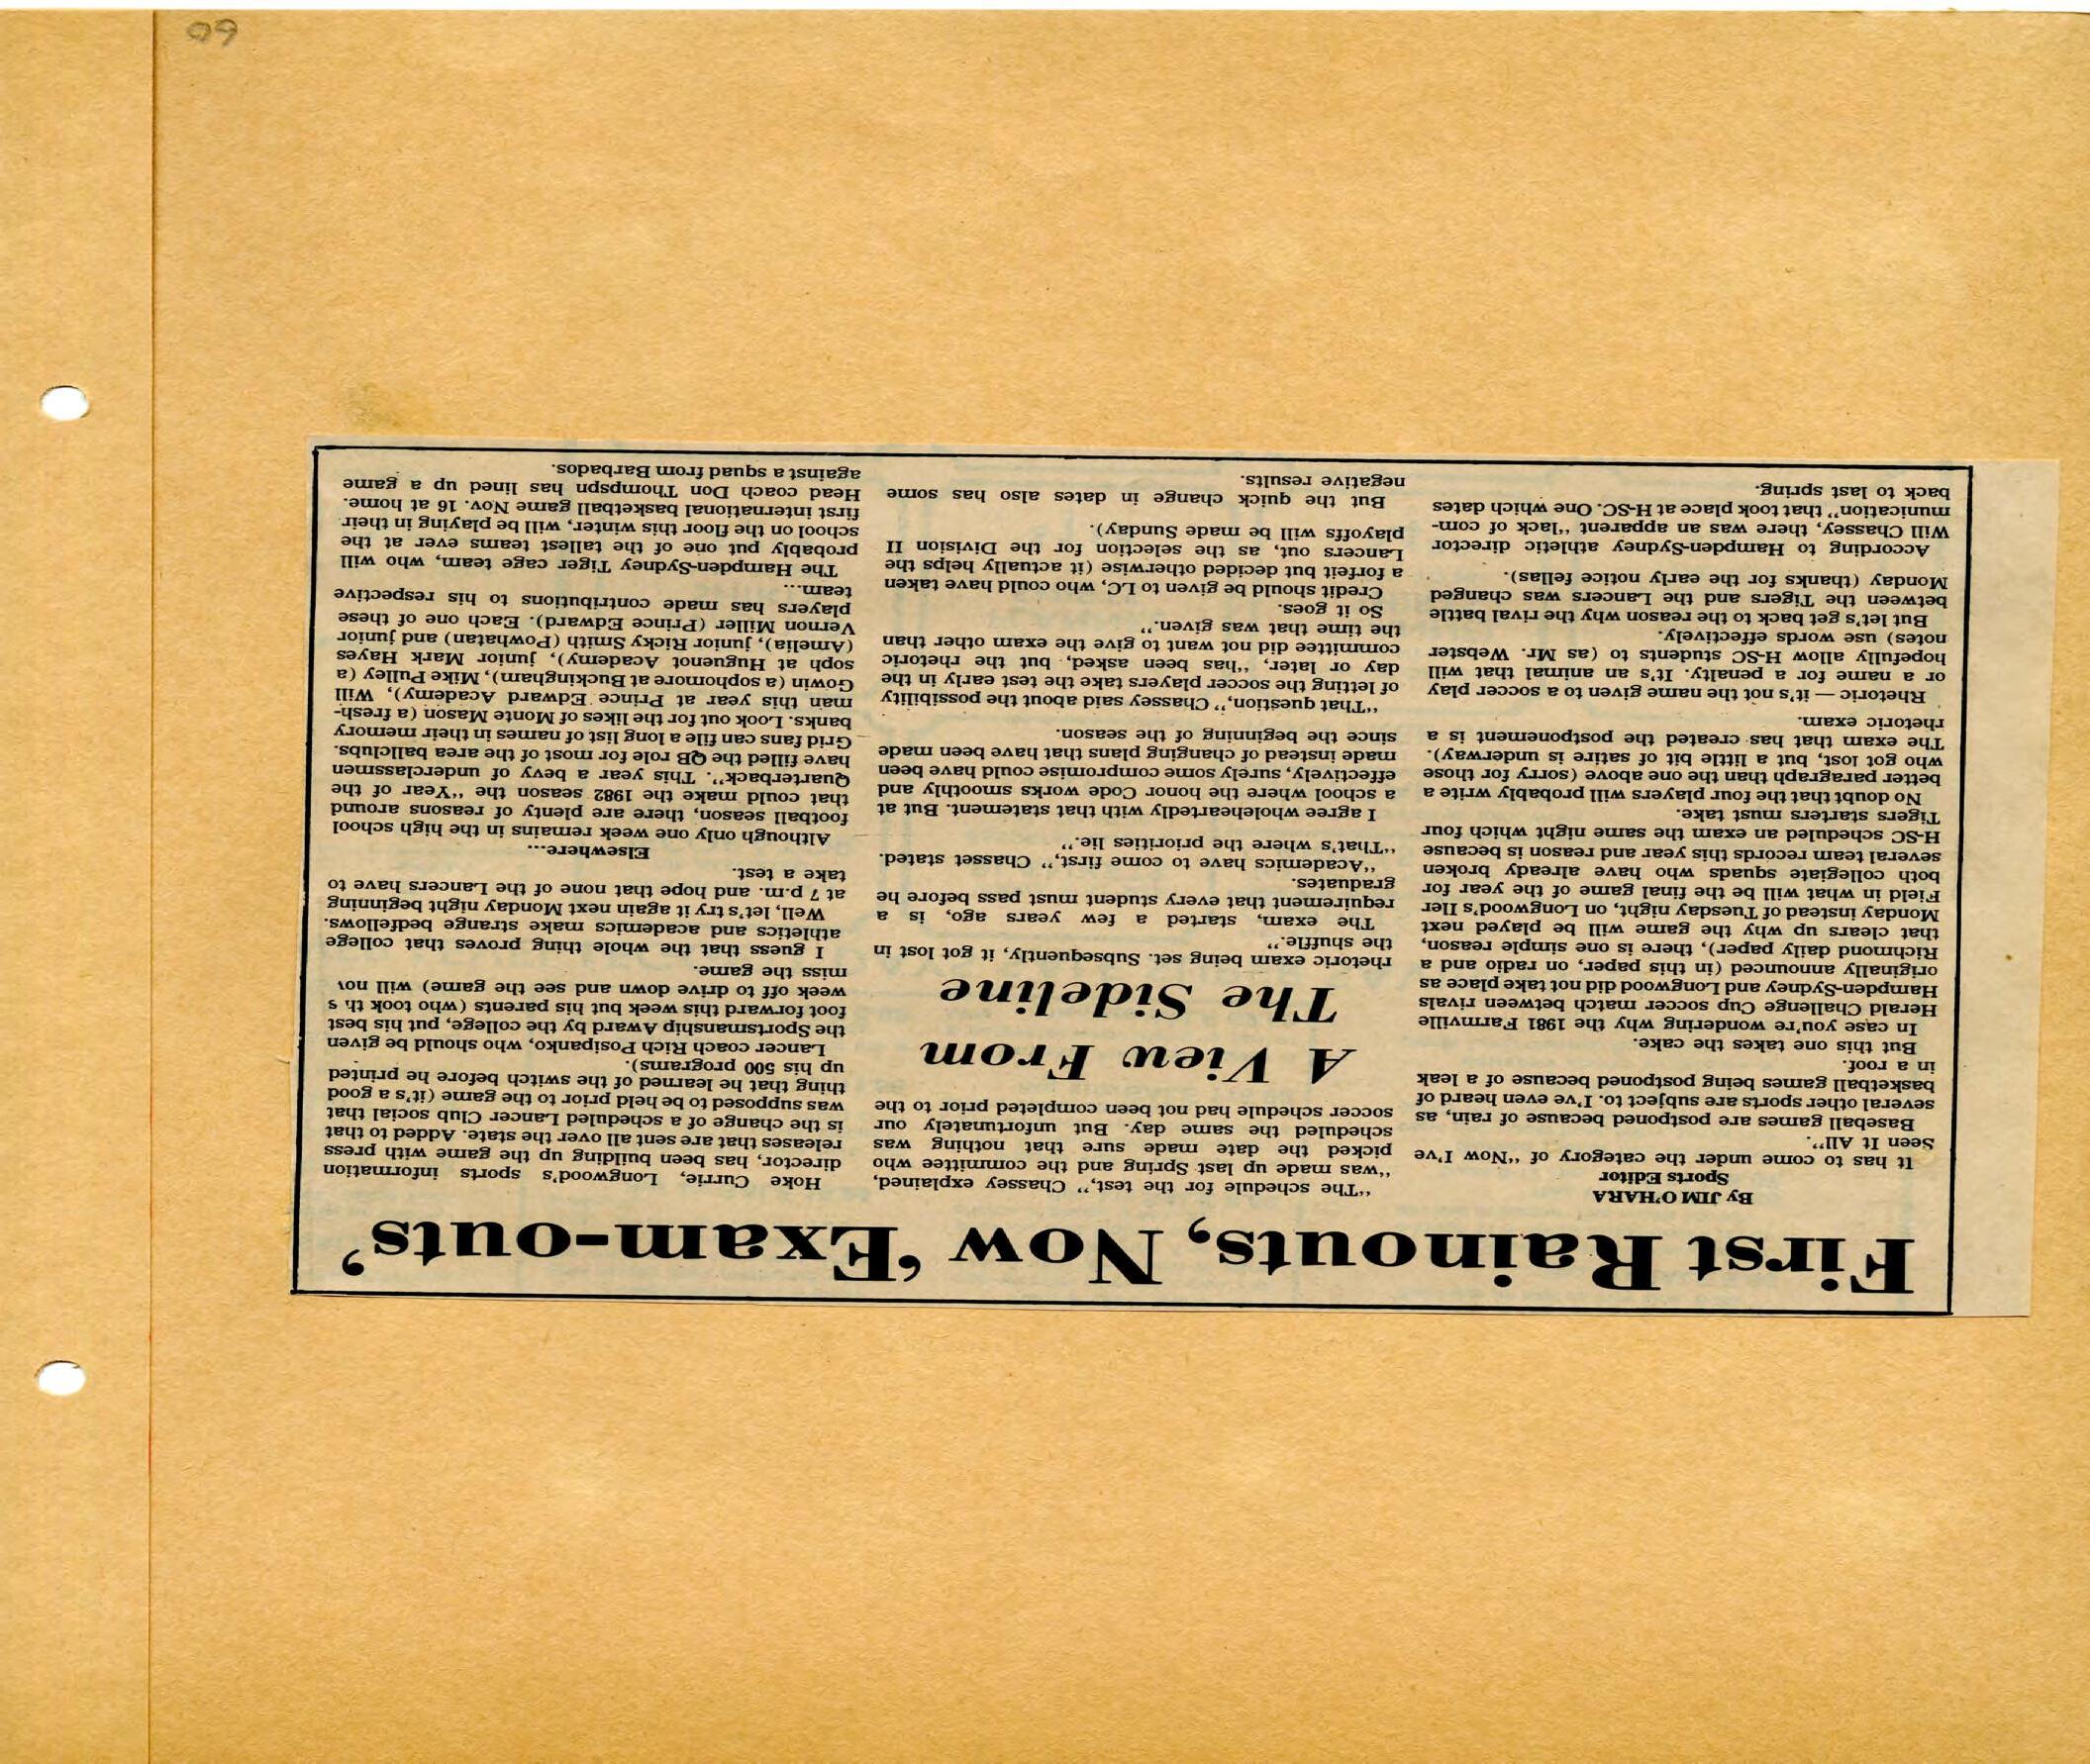 First Rainouts, Now 'Exam-outs'
By JIM O'HARA
Sports Editor
It has to come under the category of "Now I've
Seen It All".
Baseball games are postponed because of rain, as
several other sports are subject to. I've even heard of
basketball games being postponed because of a leak
in a roof.
But this one takes the cake.
In case you're wondering why the 1981 Farmville
Herald Challenge Cup soccer match between rivals
Hampden-Sydney and Longwood did not take place as
originally announced (in this paper, on radio and a
Richmond daily paper), there is one simple reason,
that clears up why the game will be played next
Monday instead of Tuesday night, on Longwood's Iler
Field in what will be the final game of the year for
both collegiate squads who have already broken
several team records this year and reason is because
H-SC scheduled an exam the same night which four
Tigers starters must take.
No doubt that the four players will probably write a
better paragraph than the one above (sorry for those
who got lost, but a little bit of satire is underway).
The exam that has created the postponement is a
rhetoric exam.
Rhetoric — it's not the name given to a soccer play
or a name for a penalty. It's an animal that will
hopefully allow H-SC students to (as Mr. Webster
notes) use words effectively.
But let's get back to the reason why the rival battle
between the Tigers and the Lancers was changed
Monday (thanks for the early notice fellas).
According to Hampden-Sydney athletic director
Will Chassey, there was an apparent "lack of com-
munication" that took place at H-SC. One which dates
back to last spring.
"The schedule for the test," Chassey explained,
"was made up last Spring and the committee who
picked the date made sure that nothing was
scheduled the same day. But unfortunately our
soccer schedule had not been completed prior to the
A View From
The Sideline
rhetoric exam being set. Subsequently, it got lost in
the shuffle."
The exam, started a few years ago, is a
requirement that every student must pass before he
graduates.
"Academics have to come first," Chasset stated.
"That's where the priorities lie."
I agree wholeheartedly with that statement. But at
a school where the honor Code works smoothly and
effectively, surely some compromise could have been
made instead of changing plans that have been made
since the beginning of the season.
"That question," Chassey said about the possibility
of letting the soccer players take the test early in the
day or later, "has been asked, but the rhetoric
committee did not want to give the exam other than
the time that was given."
So it goes.
Credit should be given to LC, who could have taken
a forfeit but decided otherwise (it actually helps the
Lancers out, as the selection for the Division II
playoffs will be made Sunday).
But the quick change in dates also has some
negative results.
Hoke Currie, Longwood's sports information
director, has been building up the game with press
releases that are sent all over the state. Added to that
is the change of a scheduled Lancer Club social that
was supposed to be held prior to the game (it's a good
thing that he learned of the switch before he printed
up his 500 programs).
Lancer coach Rich Posipanko, who should be given
the Sportsmanship Award by the college, put his best
foot forward this week but his parents (who took th s
week off to drive down and see the game) will now
miss the game.
I guess that the whole thing proves that college
athletics and academics make strange bedfellows.
Well, let's try it again next Monday night beginning
at 7 p.m. and hope that none of the Lancers have to
take a test.
Elsewhere...
Although only one week remains in the high school
football season, there are plenty of reasons around
that could make the 1982 season the "Year of the
Quarterback". This year a bevy of underclassmen
have filled the QB role for most of the area ballclubs.
Grid fans can file a long list of names in their memory
banks. Look out for the likes of Monte Mason (a fresh-
man this year at Prince Edward Academy), Will
Gowin (a sophomore at Buckingham), Mike Pulley (a
soph at Huguenot Academy), junior Mark Hayes
(Amelia), junior Ricky Smith (Powhatan) and junior
Vernon Miller (Prince Edward). Each one of these
players has made contributions to his respective
team...
The Hampden-Sydney Tiger cage team, who will
probably put one of the tallest teams ever at the
school on the floor this winter, will be playing in their
first international basketball game Nov. 16 at home.
Head coach Don Thompspn has lined up a game
against a squad from Barbados.
60